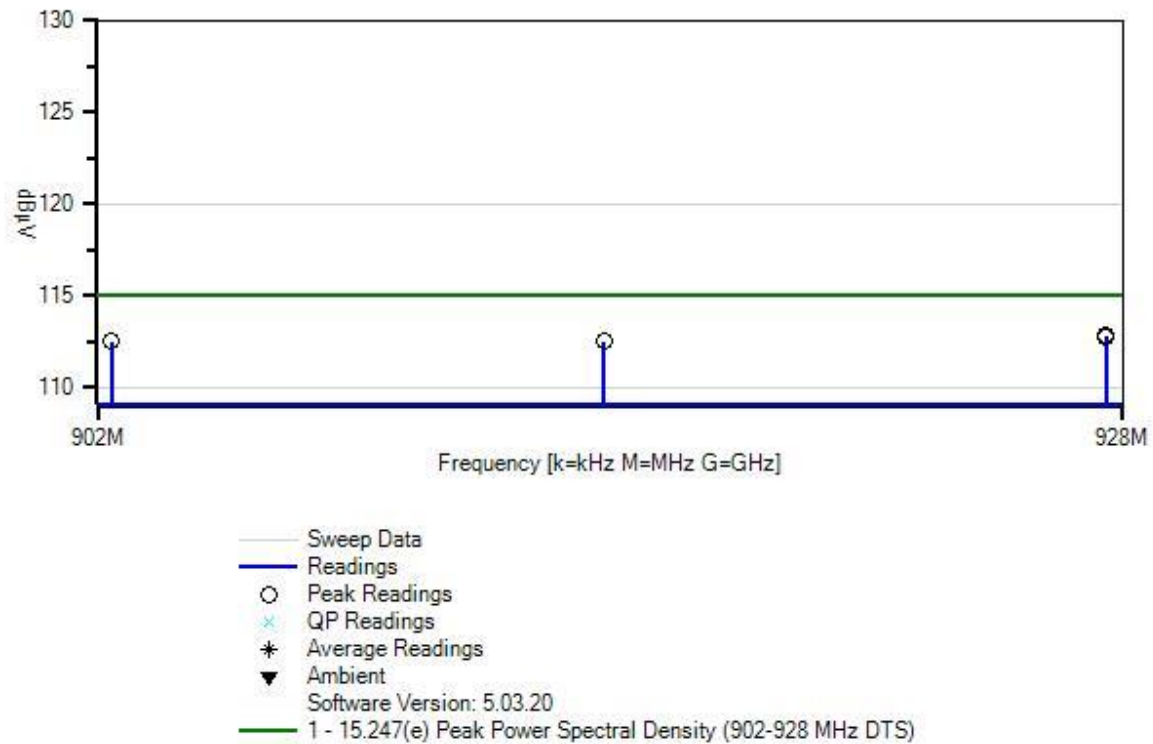 130
125
120
115
110
dBµV
902M
928M
Frequency [k=kHz M=MHz G=GHz]
Sweep Data
Readings
Peak Readings
QP Readings
Average Readings
Ambient
Software Version: 5.03.20
1 - 15.247(e) Peak Power Spectral Density (902-928 MHz DTS)